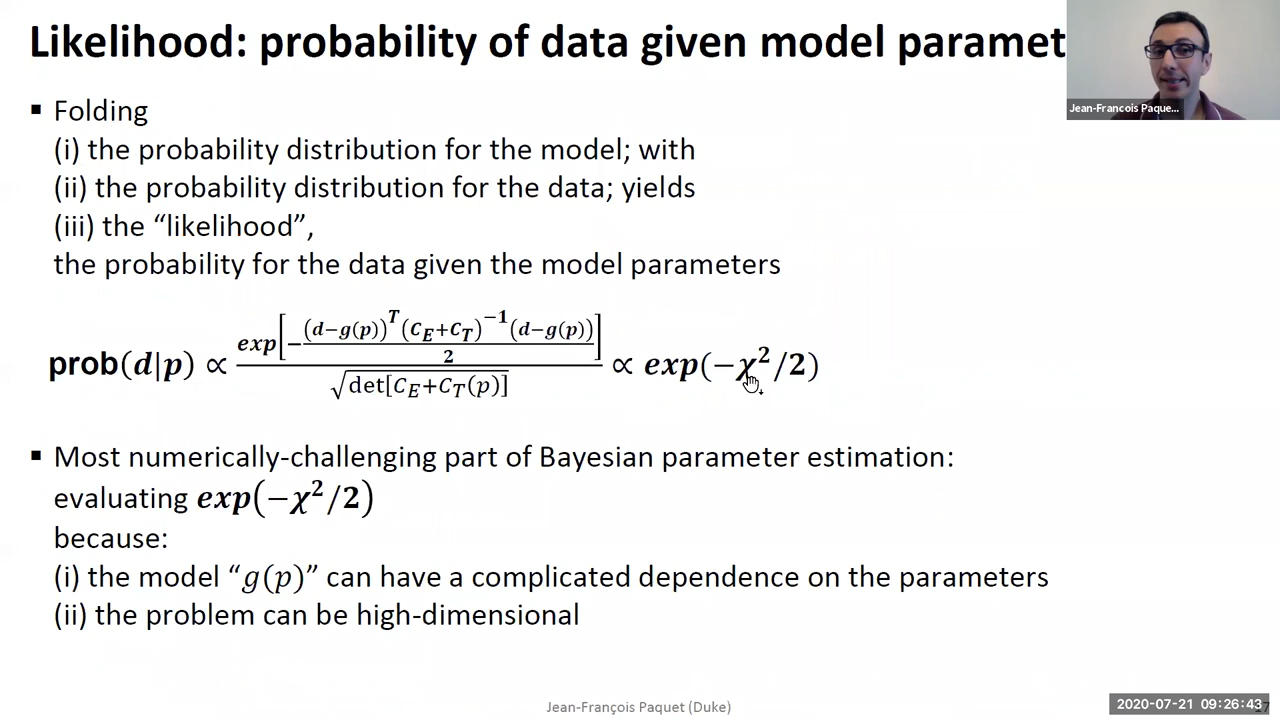 Likelihood: probability of data given model paramet
Jean-Francois Paque...
▪ Folding
(i) the probability distribution for the model; with
(ii) the probability distribution for the data; yields
(iii) the “likelihood”,
the probability for the data given the model parameters
prob(d|p) ∝ exp[-(d-g(p))^T(C_E+C_T)^{-1}(d-g(p))/2] / √det[C_E+C_T(p)] ∝ exp(-χ²/2)
▪ Most numerically-challenging part of Bayesian parameter estimation:
evaluating exp(-χ²/2)
because:
(i) the model “g(p)” can have a complicated dependence on the parameters
(ii) the problem can be high-dimensional
Jean-François Paquet (Duke)
2020-07-21 09:26:43